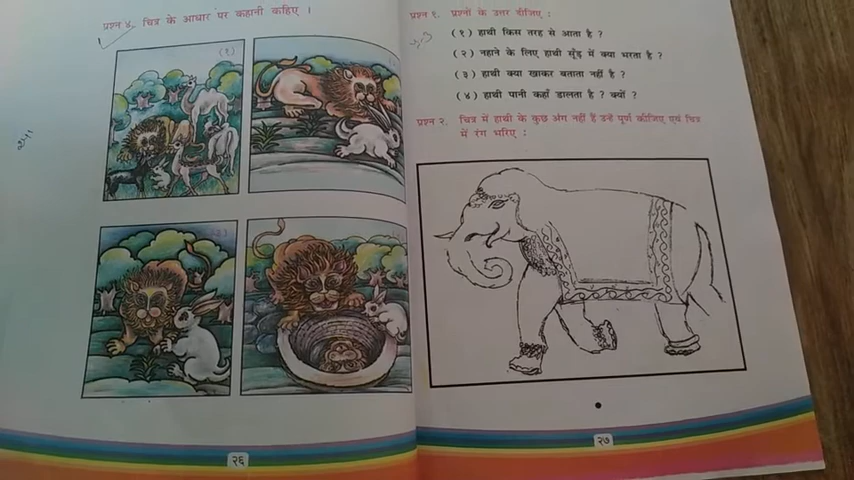 प्रश्न ४. चित्र के आधार पर कहानी कहिए ।
(१)
२६
प्रश्न १. प्रश्नों के उत्तर दीजिए :
(१) हाथी किस तरह से आता है ?
(२) नहाने के लिए हाथी सूँड़ में क्या भरता है ?
(३) हाथी क्या खाकर बताता नहीं है ?
(४) हाथी पानी कहाँ डालता है ? क्यों ?
प्रश्न २. चित्र में हाथी के कुछ अंग नहीं हैं उन्हें पूर्ण कीजिए एवं चित्र
में रंग भरिए :
२७